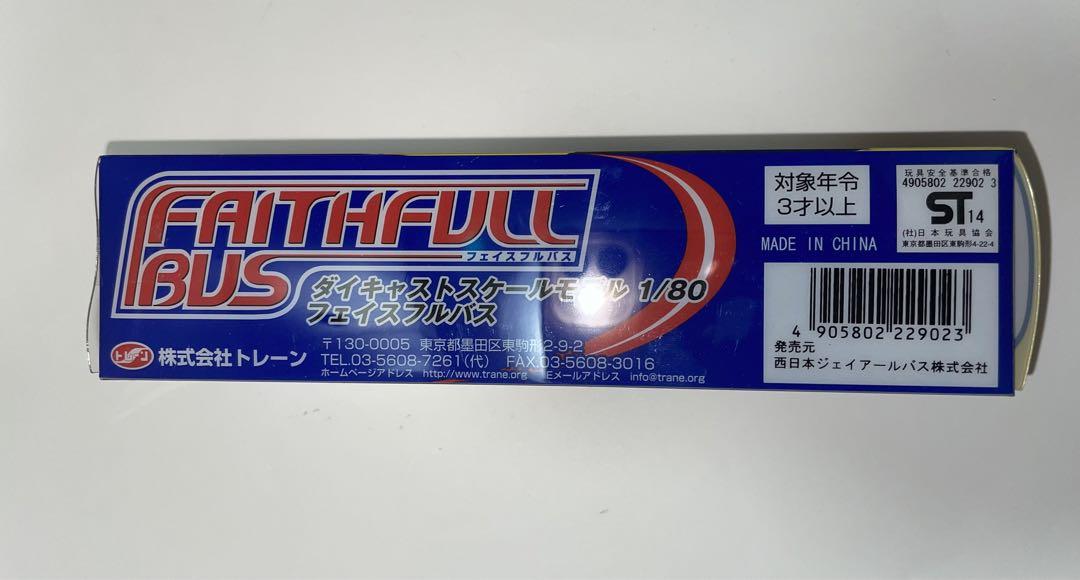 FAITHFULL
BUS
フェイスフルバス
ダイキャストスケールモデル 1/80
フェイスフルバス
トレーン 株式会社トレーン
〒130-0005 東京都墨田区東駒形2-9-2
TEL.03-5608-7261(代) FAX.03-5608-3016
ホームページアドレス http://www.trane.org Eメールアドレス info@trane.org
対象年令
3才以上
MADE IN CHINA
玩具安全基準合格
4905802 22902 3
ST14
(社)日本玩具協会
東京都墨田区東駒形4-22-4
4 905802 229023
発売元
西日本ジェイアールバス株式会社